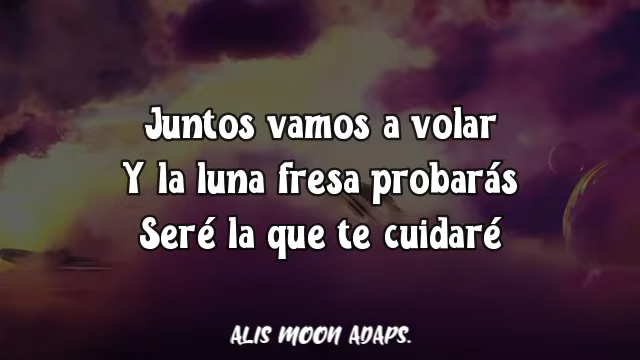 Juntos vamos a volar
Y la luna fresa probarás
Seré la que te cuidaré
ALIS MOON ADAPS.